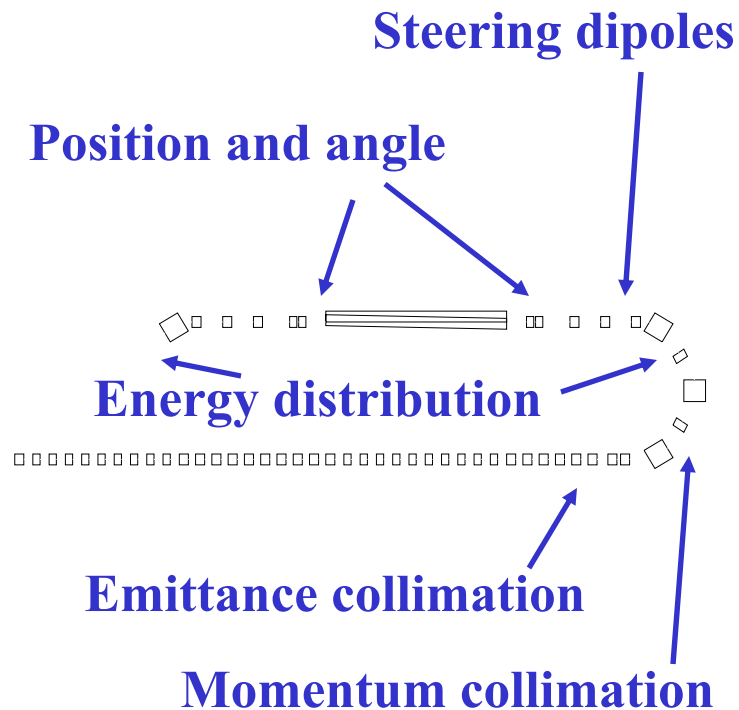 Steering dipoles
Position and angle
Energy distribution
Emittance collimation
Momentum collimation